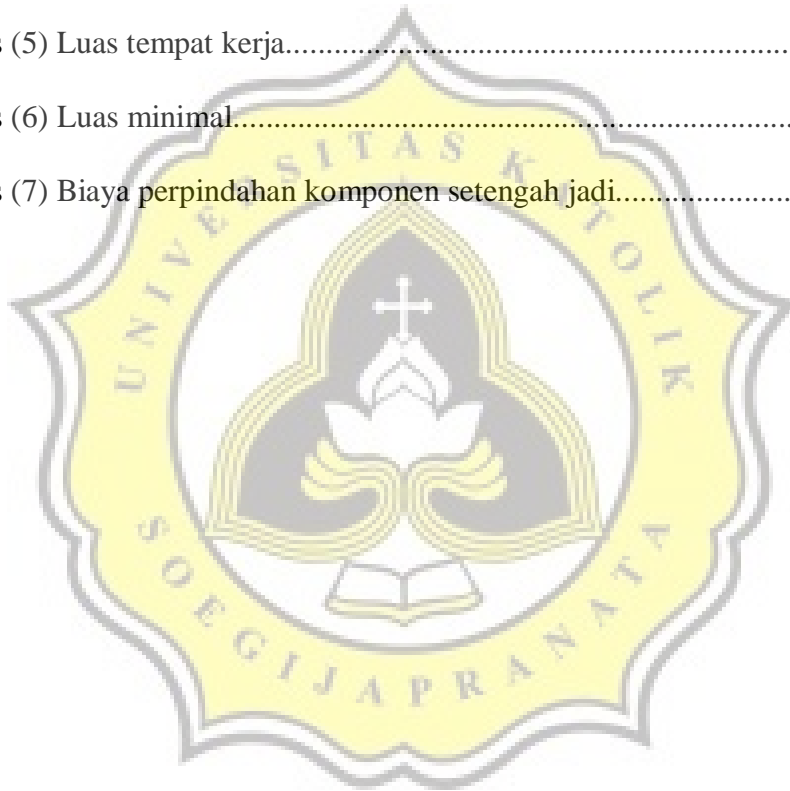 s (5) Luas tempat kerja..............................................................
s (6) Luas minimal.....................................................................
s (7) Biaya perpindahan komponen setengah jadi.....................
UNIVERSITAS KATOLIK
SOEGIJAPRANATA